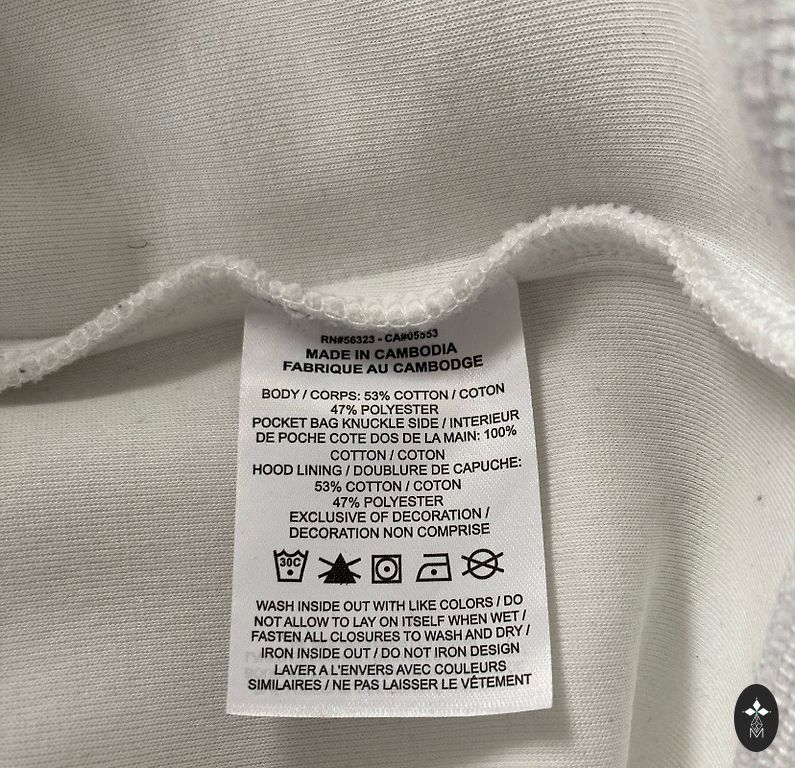 RN#56323 - CA#05553
MADE IN CAMBODIA
FABRIQUE AU CAMBODGE
BODY / CORPS: 53% COTTON / COTON
47% POLYESTER
POCKET BAG KNUCKLE SIDE / INTERIEUR
DE POCHE COTE DOS DE LA MAIN: 100%
COTTON / COTON
HOOD LINING / DOUBLURE DE CAPUCHE:
53% COTTON / COTON
47% POLYESTER
EXCLUSIVE OF DECORATION /
DECORATION NON COMPRISE
30C
WASH INSIDE OUT WITH LIKE COLORS / DO
NOT ALLOW TO LAY ON ITSELF WHEN WET /
FASTEN ALL CLOSURES TO WASH AND DRY /
IRON INSIDE OUT / DO NOT IRON DESIGN
LAVER A L'ENVERS AVEC COULEURS
SIMILAIRES / NE PAS LAISSER LE VÊTEMENT